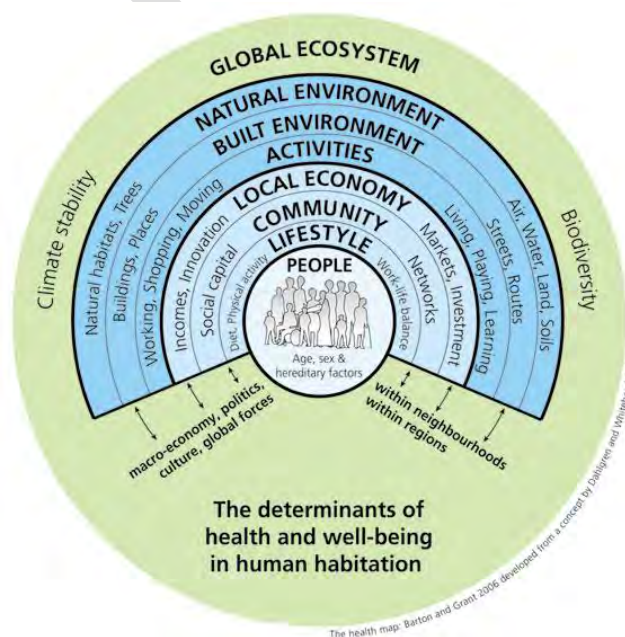 GLOBAL ECOSYSTEM
NATURAL ENVIRONMENT
BUILT ENVIRONMENT
ACTIVITIES
LOCAL ECONOMY
COMMUNITY
LIFESTYLE
PEOPLE
Age, sex &
hereditary factors
Climate stability
Natural habitats, Trees
Buildings, Places
Working, Shopping, Moving
Incomes, Innovation
Social capital
Diet, Physical activity
Work-life balance
Networks
Markets, Investment
Living, Playing, Learning
Streets, Routes
Air, Water, Land, Soils
Biodiversity
macro-economy, politics,
culture, global forces
within neighbourhoods
within regions
The determinants of
health and well-being
in human habitation
The health map: Barton and Grant 2006 developed from a concept by Dahlgren and